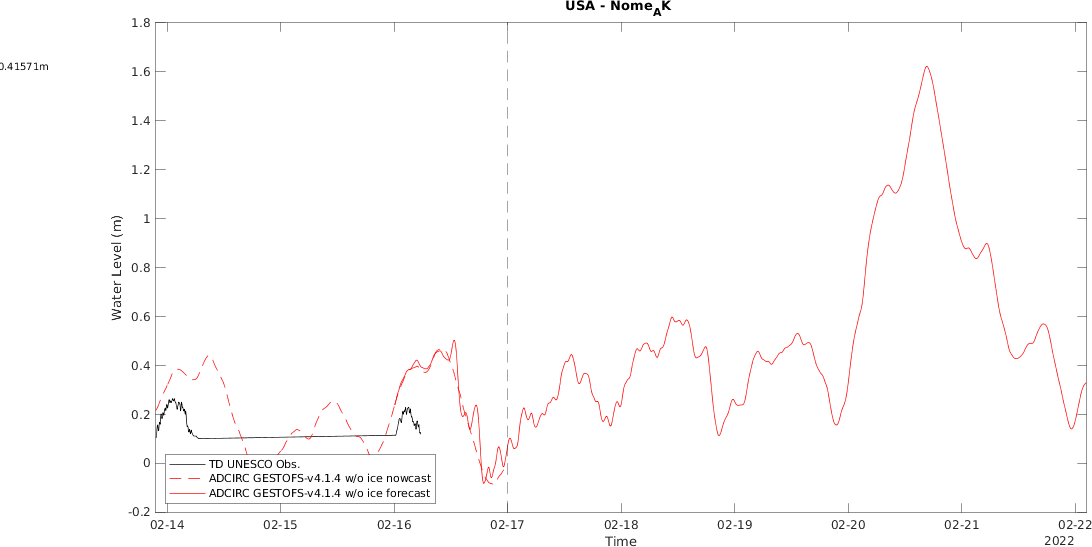 USA - Nome_AK
0.41571m
1.8
1.6
1.4
1.2
1
0.8
0.6
0.4
0.2
0
-0.2
Water Level (m)
TD UNESCO Obs.
ADCIRC GESTOFS-v4.1.4 w/o ice nowcast
ADCIRC GESTOFS-v4.1.4 w/o ice forecast
02-14 02-15 02-16 02-17 02-18 02-19 02-20 02-21 02-22
Time
2022